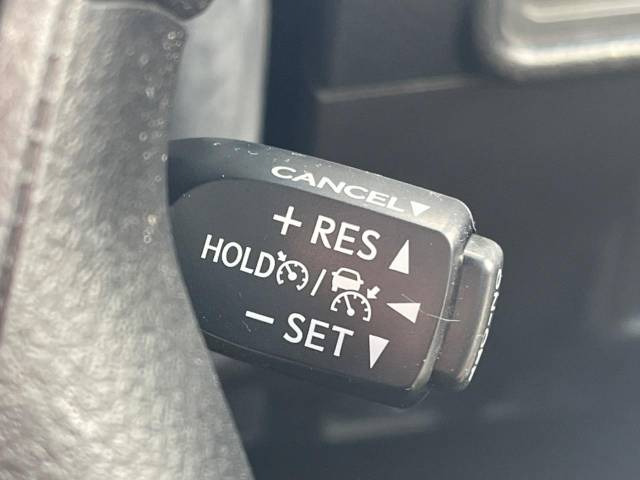 CANCEL▼
+ RES ▲
HOLD / ◀
− SET ▼